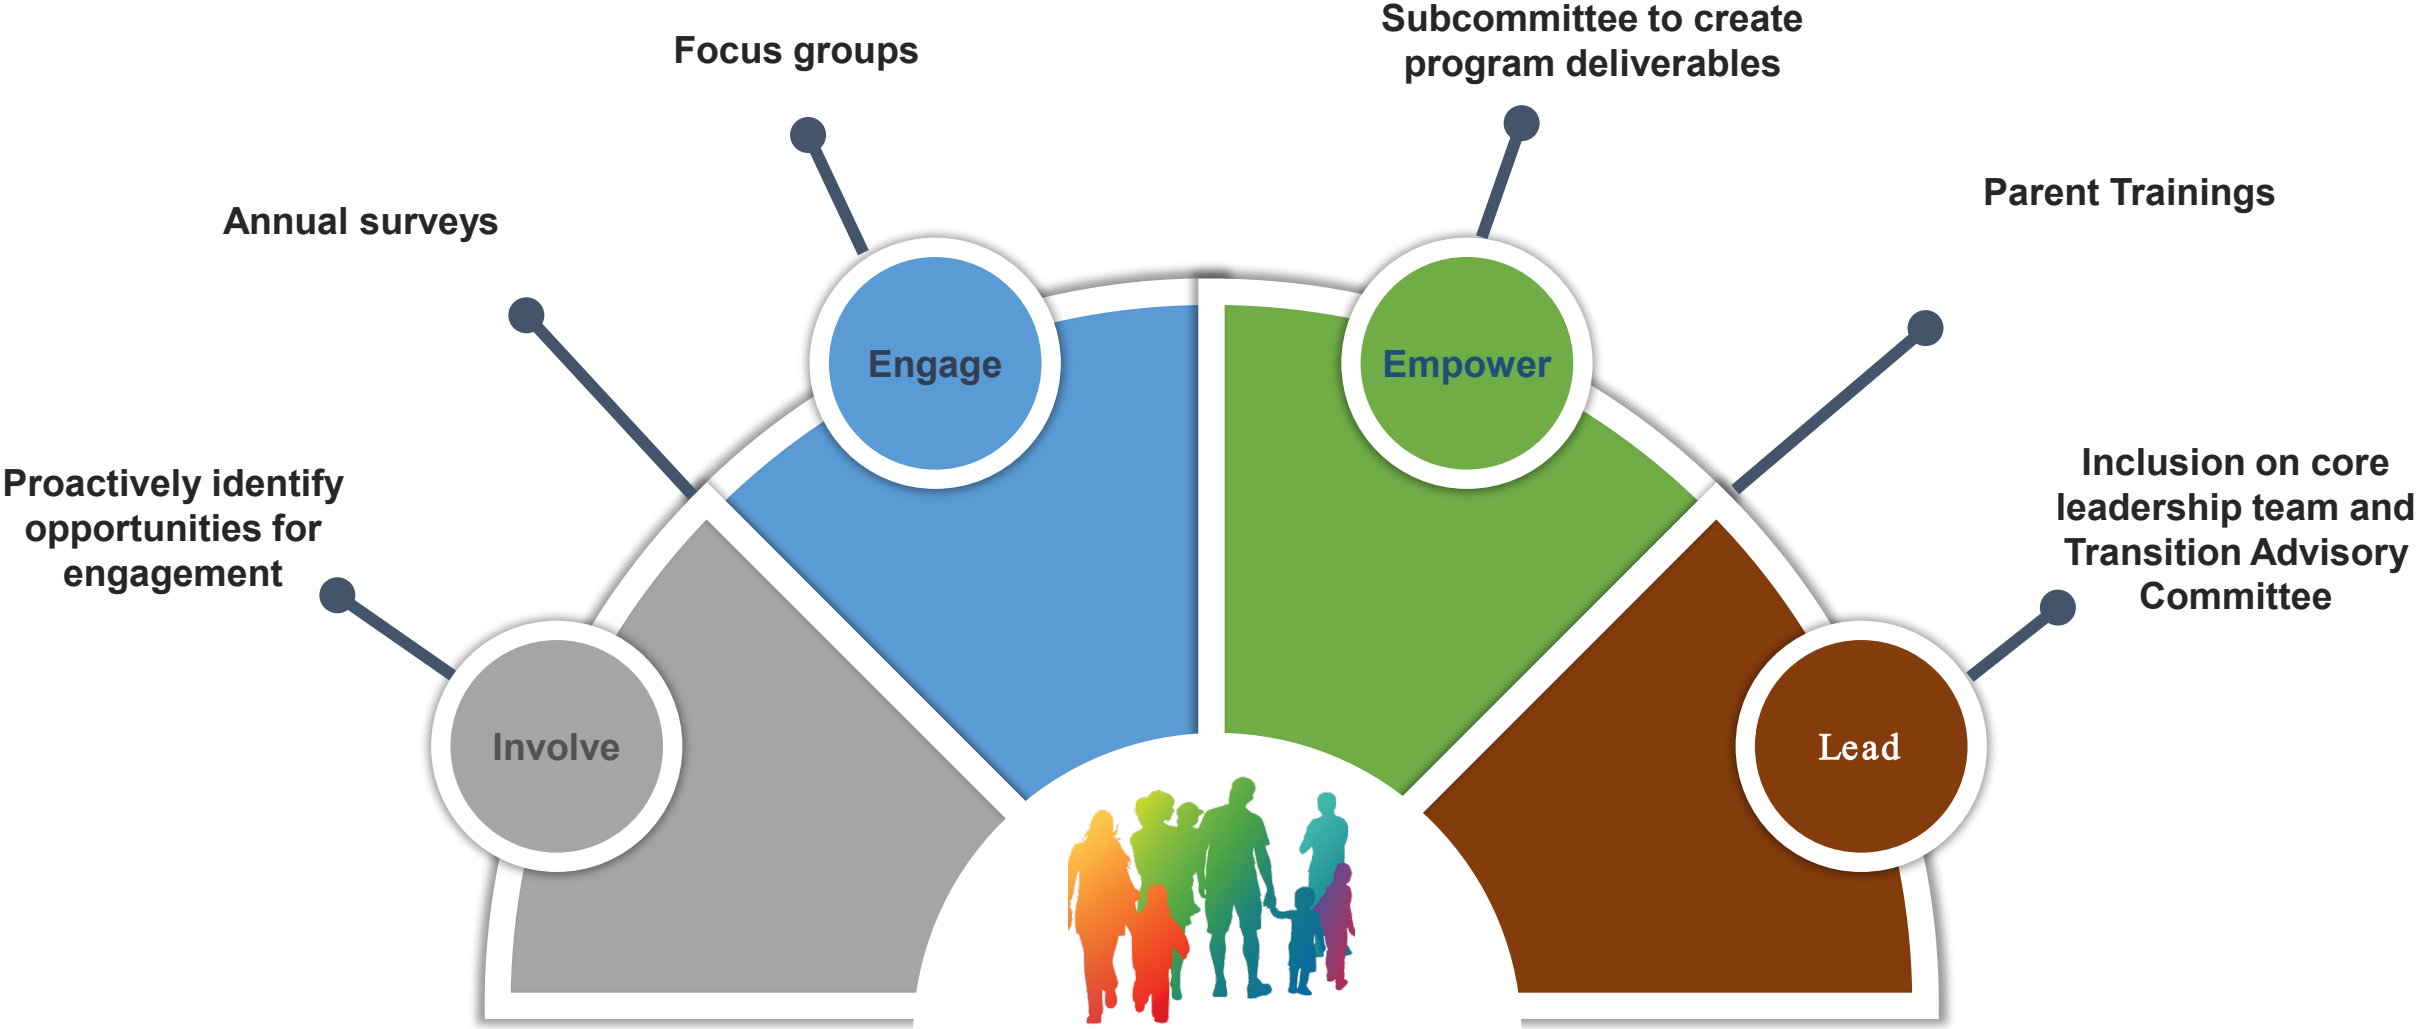 Focus groups
Subcommittee to create
program deliverables
Annual surveys
Parent Trainings
Engage
Empower
Proactively identify
opportunities for
engagement
Inclusion on core
leadership team and
Transition Advisory
Committee
Involve
Lead